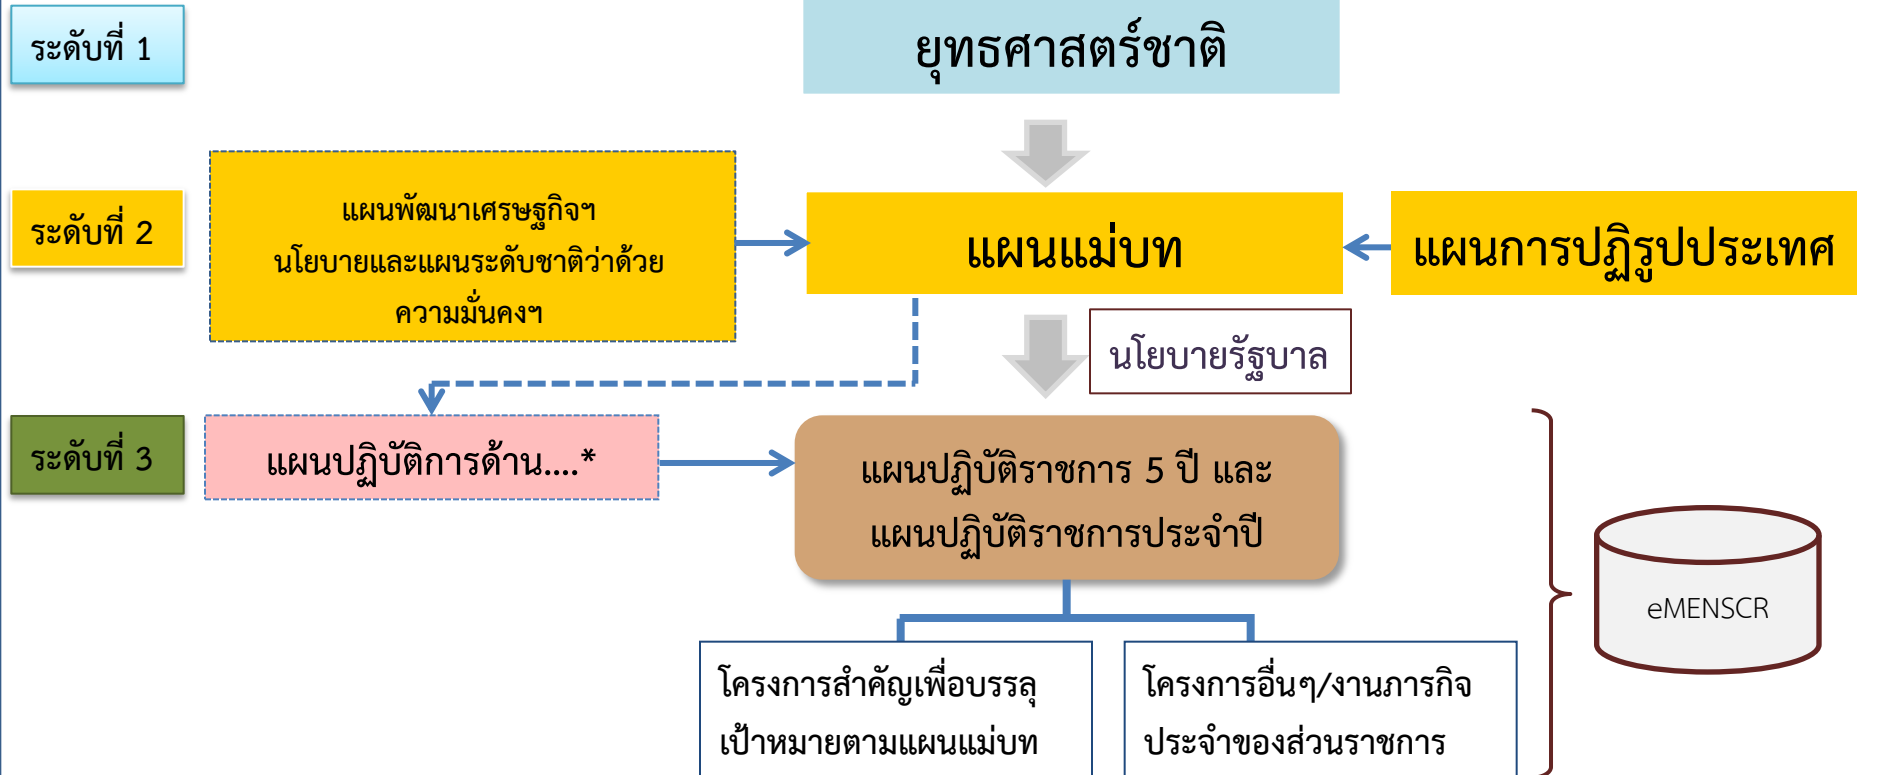 ระดับที่ 1
ยุทธศาสตร์ชาติ
ระดับที่ 2
แผนพัฒนาเศรษฐกิจฯ
นโยบายและแผนระดับชาติว่าด้วย
ความมั่นคงฯ
แผนแม่บท
แผนการปฏิรูปประเทศ
นโยบายรัฐบาล
ระดับที่ 3
แผนปฏิบัติการด้าน....*
แผนปฏิบัติราชการ 5 ปี และ
แผนปฏิบัติราชการประจำปี
eMENSCR
โครงการสำคัญเพื่อบรรลุ
เป้าหมายตามแผนแม่บท
โครงการอื่นๆ/งานภารกิจ
ประจำของส่วนราชการ